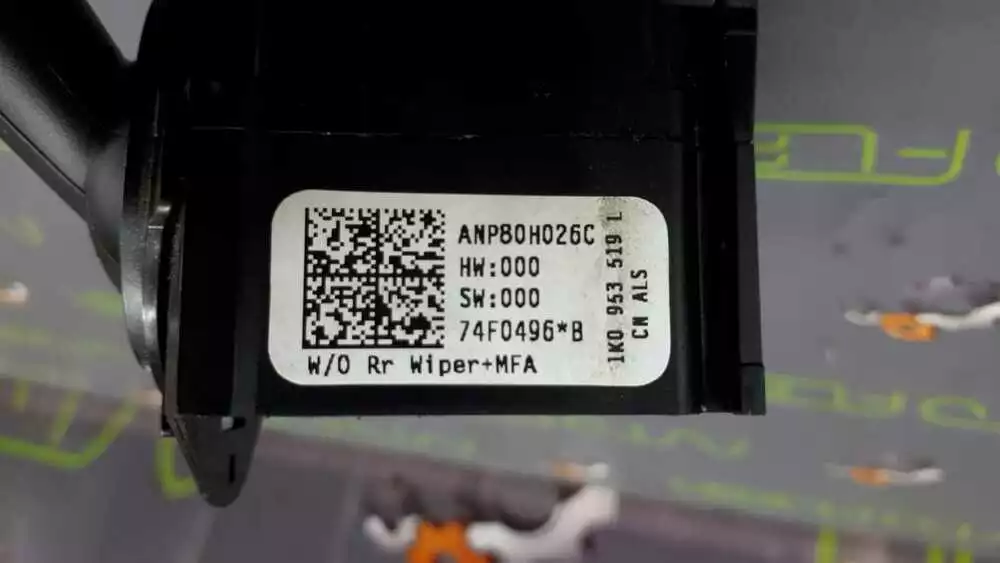 ANP80H026C
HW:000
SW:000
74F0496*B
W/O Rr Wiper+MFA
1K0 953 519 L
CN ALS